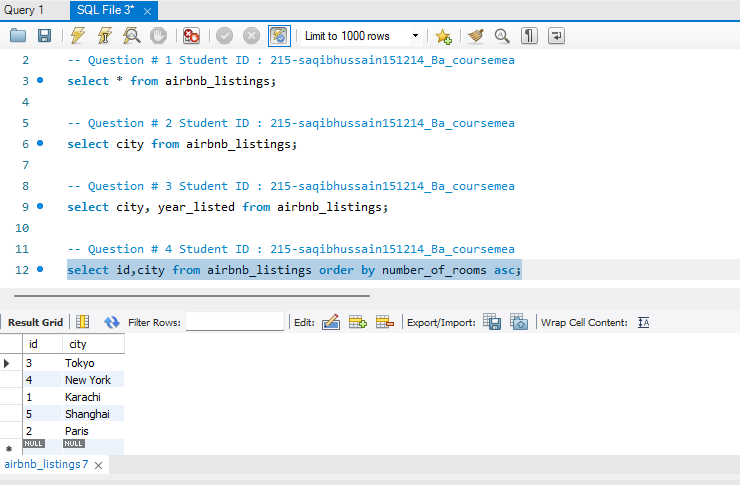 Query 1 SQL File 3*
Limit to 1000 rows
2 -- Question # 1 Student ID : 215-saqibhussain151214_Ba_coursemea
3 select * from airbnb_listings;
4
5 -- Question # 2 Student ID : 215-saqibhussain151214_Ba_coursemea
6 select city from airbnb_listings;
7
8 -- Question # 3 Student ID : 215-saqibhussain151214_Ba_coursemea
9 select city, year_listed from airbnb_listings;
10
11 -- Question # 4 Student ID : 215-saqibhussain151214_Ba_coursemea
12 select id,city from airbnb_listings order by number_of_rooms asc;
Result Grid Filter Rows: Edit: Export/Import: Wrap Cell Content:
id city
3 Tokyo
4 New York
1 Karachi
5 Shanghai
2 Paris
NULL NULL
airbnb_listings7